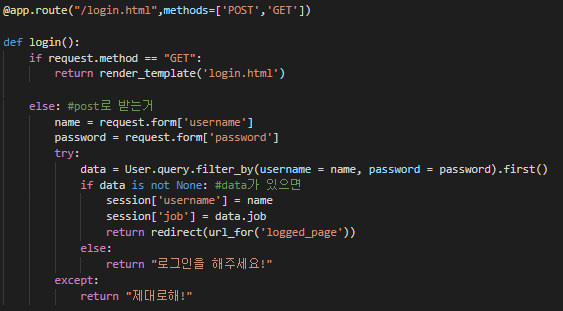 @app.route("/login.html",methods=['POST','GET'])
def login():
    if request.method == "GET":
        return render_template('login.html')
    else: #post로 받는거
        name = request.form['username']
        password = request.form['password']
        try:
            data = User.query.filter_by(username = name, password = password).first()
            if data is not None: #data가 있으면
                session['username'] = name
                session['job'] = data.job
                return redirect(url_for('logged_page'))
            else:
                return "로그인을 해주세요!"
        except:
            return "제대로해!"